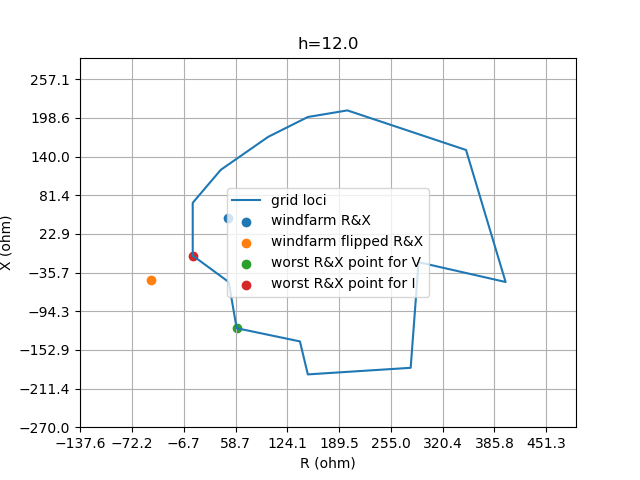 h=12.0
257.1
198.6
140.0
81.4
22.9
−35.7
−94.3
−152.9
−211.4
−270.0
X (ohm)
grid loci
windfarm R&X
windfarm flipped R&X
worst R&X point for V
worst R&X point for I
−137.6 −72.2 −6.7 58.7 124.1 189.5 255.0 320.4 385.8 451.3
R (ohm)